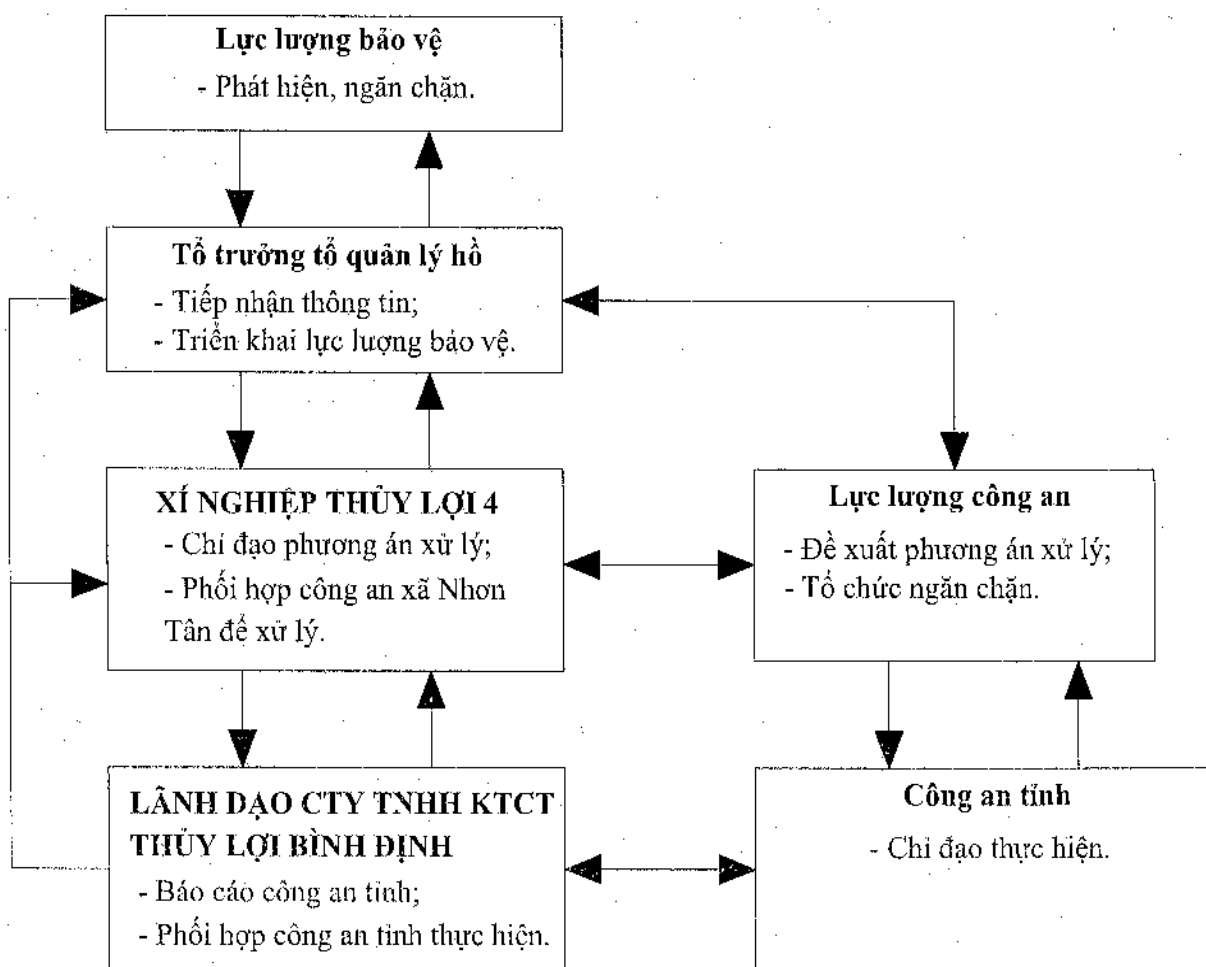 Lực lượng bảo vệ
- Phát hiện, ngăn chặn.
Tổ trưởng tổ quản lý hồ
- Tiếp nhận thông tin;
- Triển khai lực lượng bảo vệ.
XÍ NGHIỆP THỦY LỢI 4
- Chỉ đạo phương án xử lý;
- Phối hợp công an xã Nhơn
Tân để xử lý.
Lực lượng công an
- Đề xuất phương án xử lý;
- Tổ chức ngăn chặn.
LÃNH DẠO CTY TNHH KTCT
THỦY LỢI BÌNH ĐỊNH
- Báo cáo công an tỉnh;
- Phối hợp công an tỉnh thực hiện.
Công an tỉnh
- Chỉ đạo thực hiện.